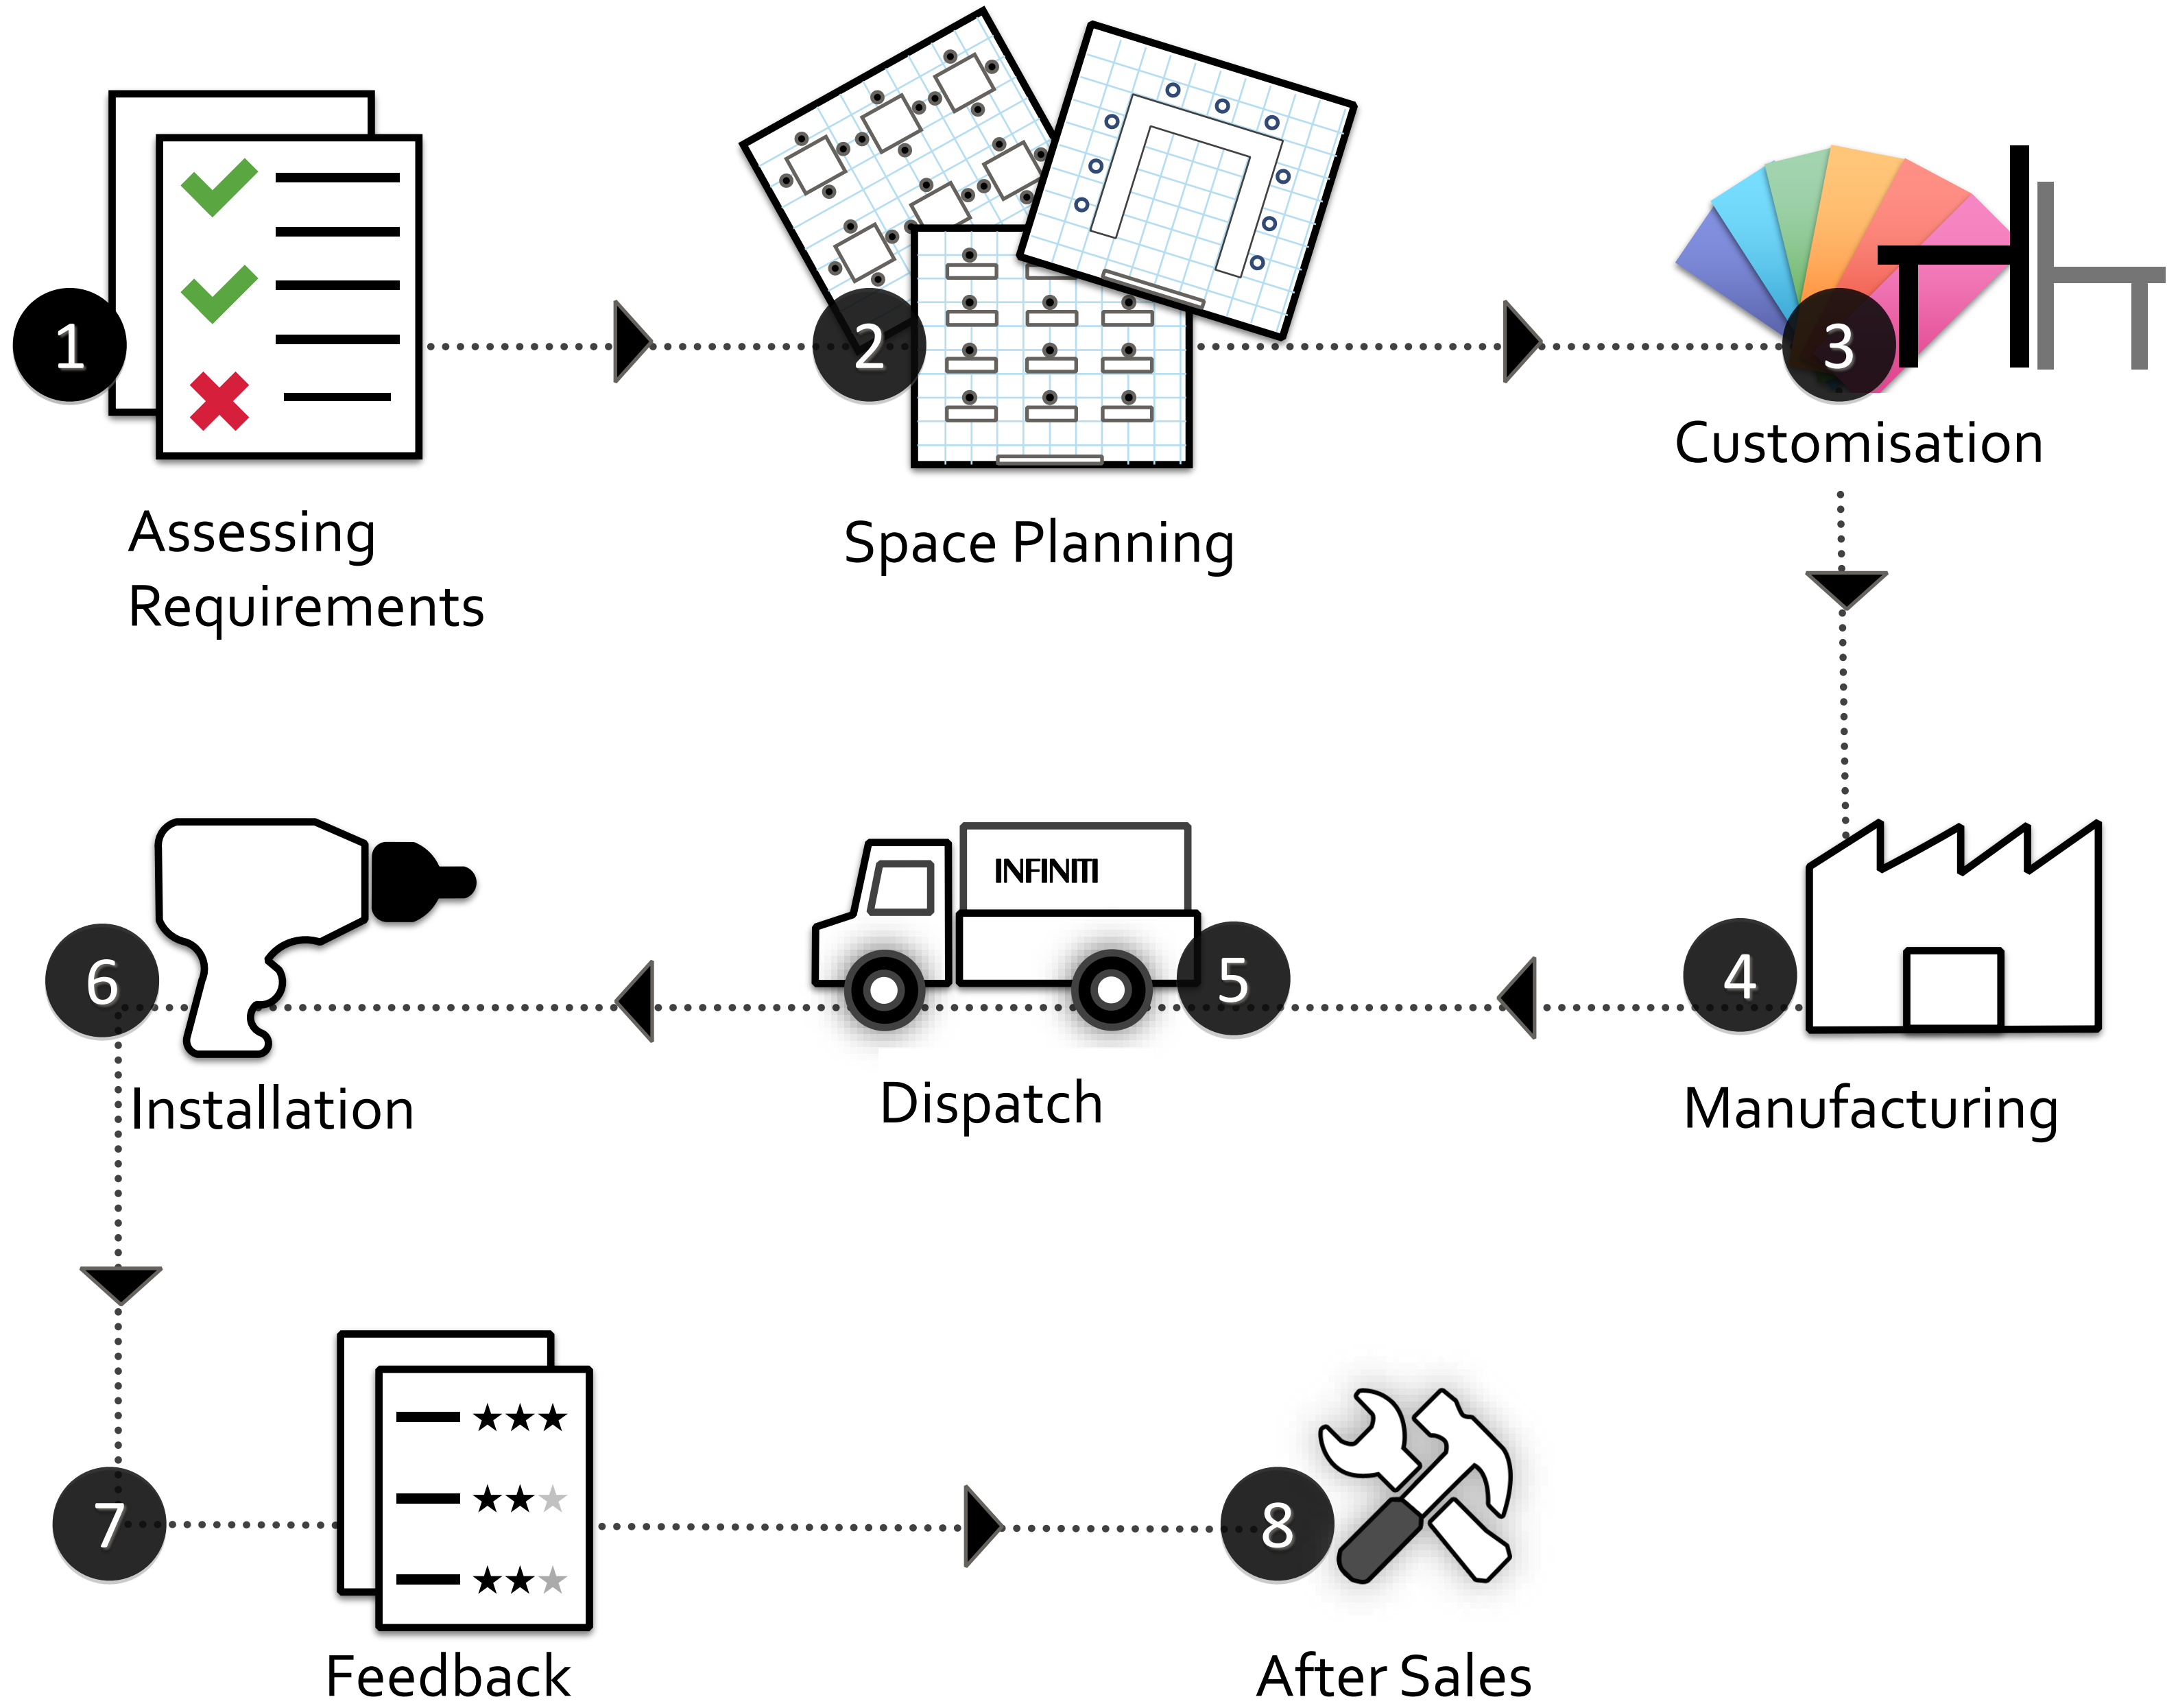 1
Assessing
Requirements
2
Space Planning
3
Customisation
4
Manufacturing
5
INFINITI
Dispatch
6
Installation
7
Feedback
8
After Sales